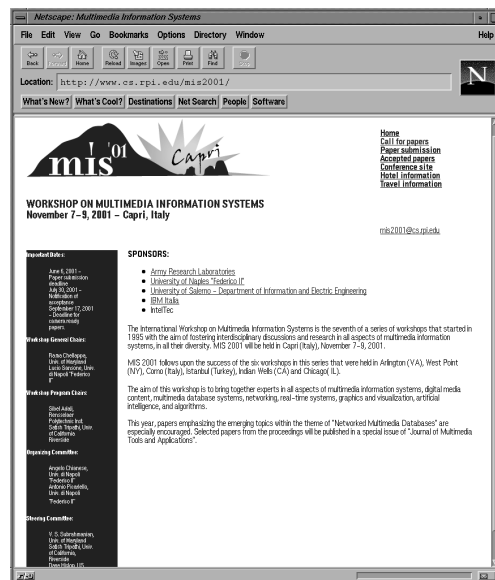 Netscape: Multimedia Information Systems
File Edit View Go Bookmarks Options Directory Window Help
Back Home Reload Images Open Print Find
Location: http://www.cs.rpi.edu/mis2001/
N
What's New? What's Cool? Destinations Net Search People Software
mis '01 Capri
Home
Call for papers
Paper submission
Accepted papers
Conference site
Hotel information
Travel information
WORKSHOP ON MULTIMEDIA INFORMATION SYSTEMS
November 7-9, 2001 - Capri, Italy
mis2001@cs.rpi.edu
Important Dates:
June 6, 2001 -
Paper submission
deadline
July 30, 2001 -
Notification of
acceptance
September 17, 2001
- Deadline for
camera ready
papers.
Workshop General Chairs:
Rama Chellappa,
Univ. of Maryland
Lucio Sansone, Univ.
di Napoli "Federico
II"
Workshop Program Chairs:
Sibel Adali,
Rensselaer
Polytechnic Inst.
Satish Tripathi, Univ.
of California
Riverside
Organizing Committee:
Angelo Chianese,
Univ. di Napoli
"Federico II"
Antonio Picariello,
Univ. di Napoli
"Federico II"
Steering Committee:
V. S. Subrahmanian,
Univ. of Maryland
Satish Tripathi, Univ.
of California,
Riverside
Dave Hislop, US
SPONSORS:
Army Research Laboratories
University of Naples "Federico II"
University of Salerno - Department of Information and Electric Engineering
IBM Italia
IntelTec
The International Workshop on Multimedia Information Systems is the seventh of a series of workshops that started in
1995 with the aim of fostering interdisciplinary discussions and research in all aspects of multimedia information
systems, in all their diversity. MIS 2001 will be held in Capri (Italy), November 7-9, 2001.
MIS 2001 follows upon the success of the six workshops in this series that were held in Arlington (VA), West Point
(NY), Como (Italy), Istanbul (Turkey), Indian Wells (CA) and Chicago( IL).
The aim of this workshop is to bring together experts in all aspects of multimedia information systems, digital media
content, multimedia database systems, networking, real-time systems, graphics and visualization, artificial
intelligence, and algorithms.
This year, papers emphasizing the emerging topics within the theme of "Networked Multimedia Databases" are
especially encouraged. Selected papers from the proceedings will be published in a special issue of "Journal of Multimedia
Tools and Applications".